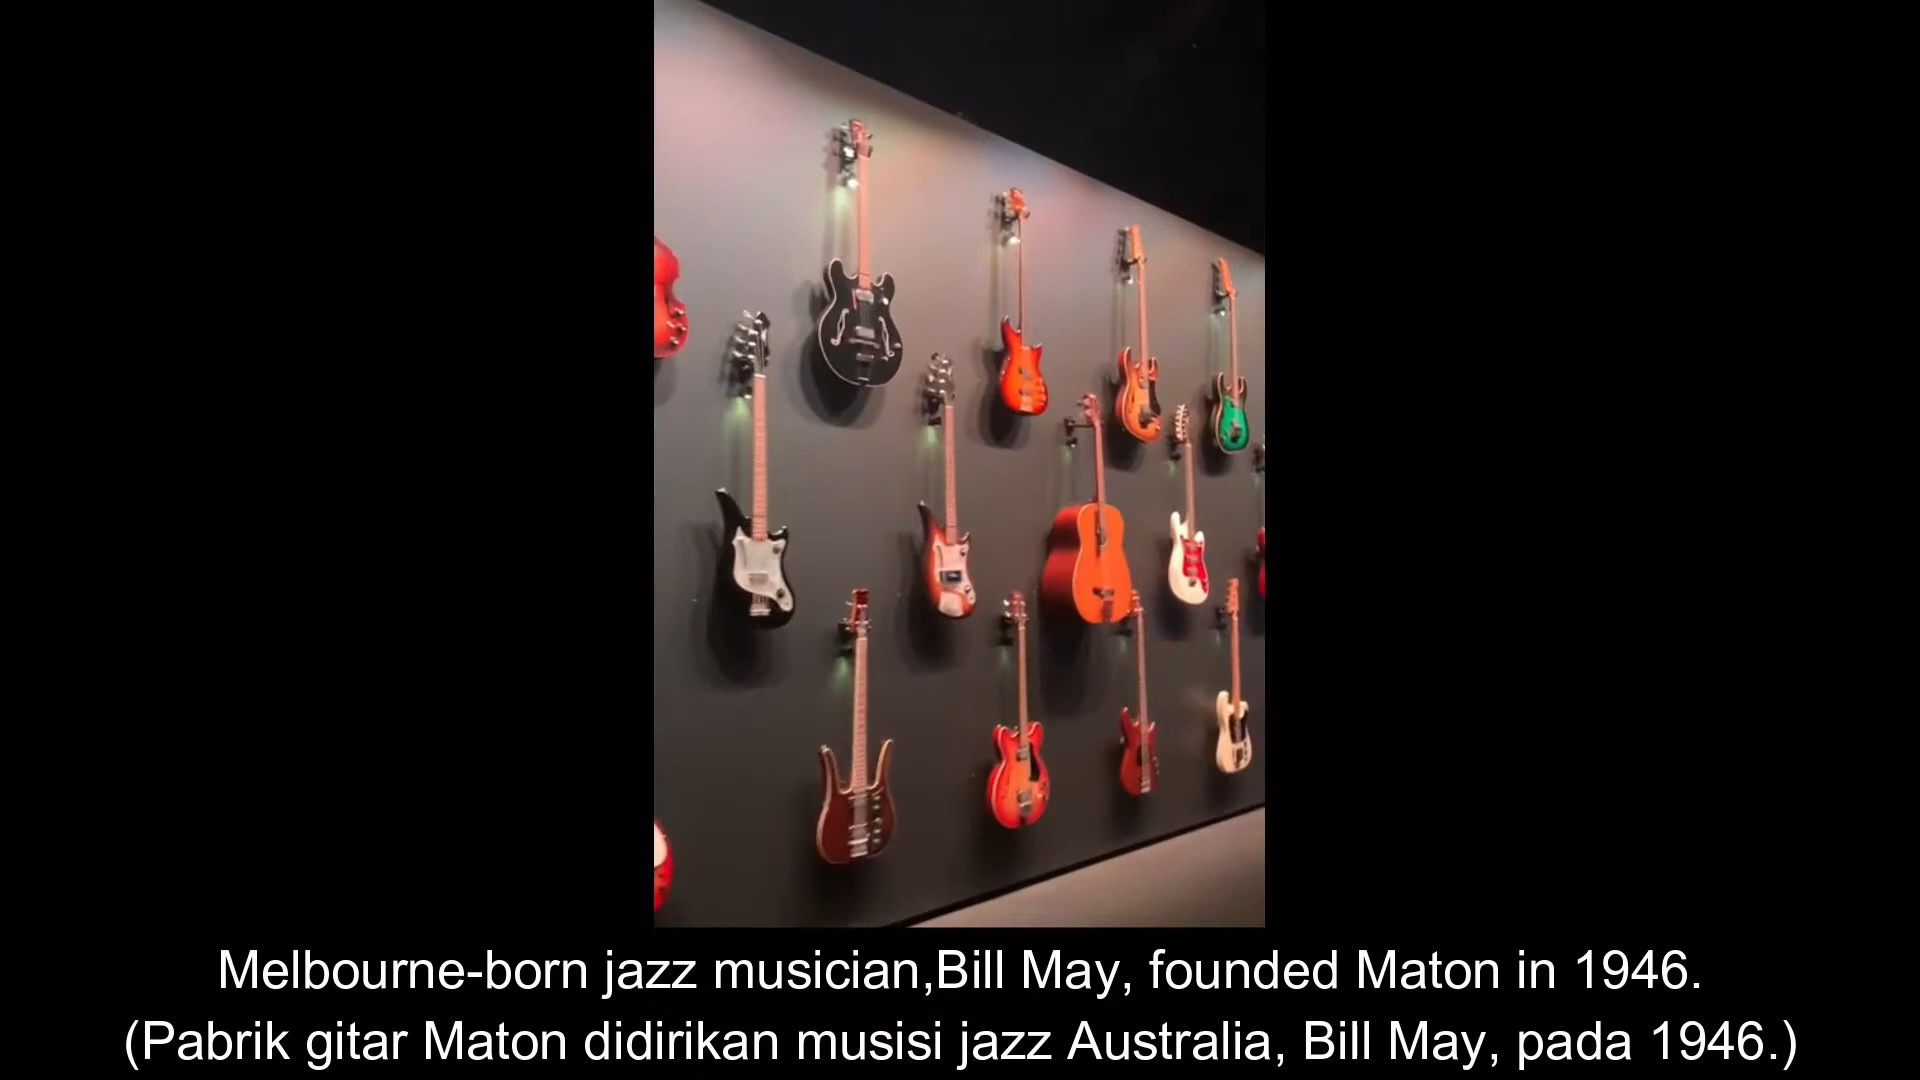 Melbourne-born jazz musician,Bill May, founded Maton in 1946.
(Pabrik gitar Maton didirikan musisi jazz Australia, Bill May, pada 1946.)